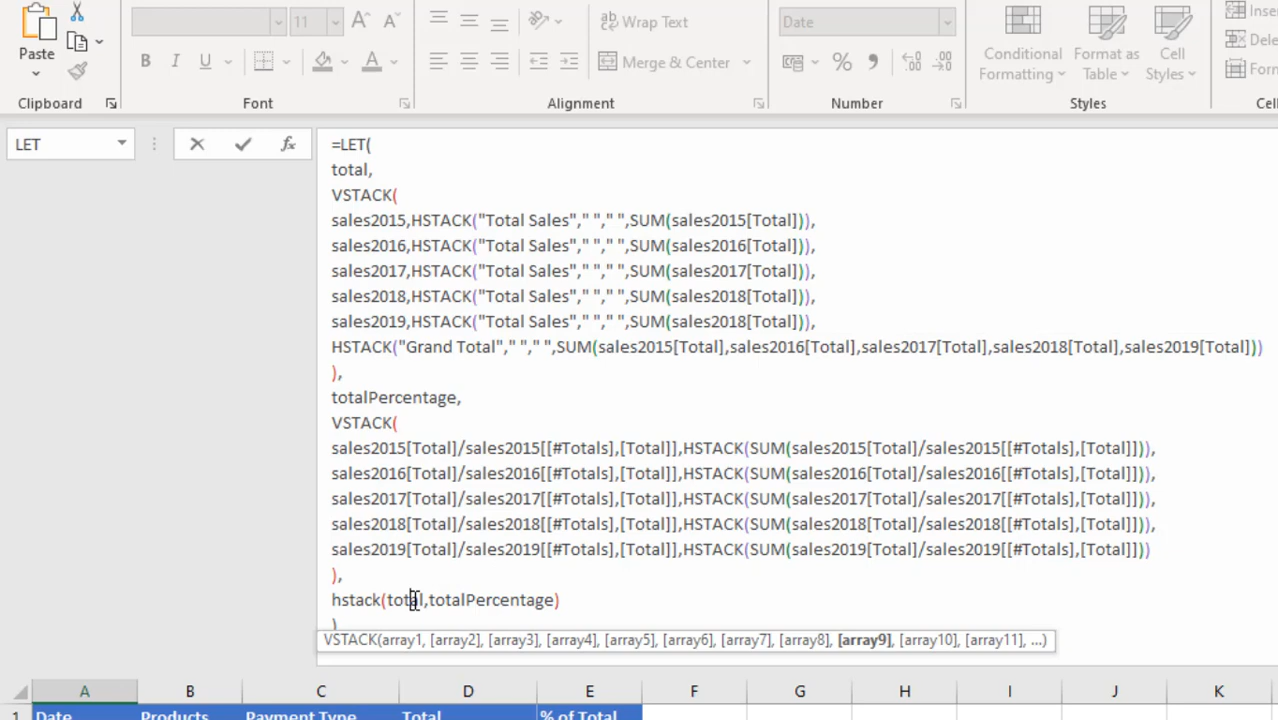 11
Wrap Text
Date
Inser
Paste
B I U
Merge & Center
Conditional Formatting
Format as Table
Cell Styles
Dele
Form
Clipboard
Font
Alignment
Number
Styles
Cel
LET
=LET(
total,
VSTACK(
sales2015,HSTACK("Total Sales"," "," ",SUM(sales2015[Total])),
sales2016,HSTACK("Total Sales"," "," ",SUM(sales2016[Total])),
sales2017,HSTACK("Total Sales"," "," ",SUM(sales2017[Total])),
sales2018,HSTACK("Total Sales"," "," ",SUM(sales2018[Total])),
sales2019,HSTACK("Total Sales"," "," ",SUM(sales2018[Total])),
HSTACK("Grand Total"," "," ",SUM(sales2015[Total],sales2016[Total],sales2017[Total],sales2018[Total],sales2019[Total]))
),
totalPercentage,
VSTACK(
sales2015[Total]/sales2015[[#Totals],[Total]],HSTACK(SUM(sales2015[Total]/sales2015[[#Totals],[Total]])),
sales2016[Total]/sales2016[[#Totals],[Total]],HSTACK(SUM(sales2016[Total]/sales2016[[#Totals],[Total]])),
sales2017[Total]/sales2017[[#Totals],[Total]],HSTACK(SUM(sales2017[Total]/sales2017[[#Totals],[Total]])),
sales2018[Total]/sales2018[[#Totals],[Total]],HSTACK(SUM(sales2018[Total]/sales2018[[#Totals],[Total]])),
sales2019[Total]/sales2019[[#Totals],[Total]],HSTACK(SUM(sales2019[Total]/sales2019[[#Totals],[Total]]))
),
hstack(total,totalPercentage)
)
VSTACK(array1, [array2], [array3], [array4], [array5], [array6], [array7], [array8], [array9], [array10], [array11], ...)
A B C D E F G H I J K
1 Date Products Payment Type Total % of Total